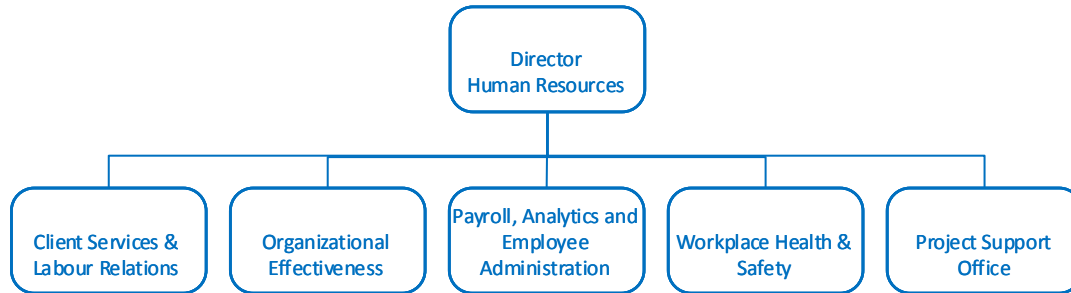 Director
Human Resources
Client Services &
Labour Relations
Organizational
Effectiveness
Payroll, Analytics and
Employee
Administration
Workplace Health &
Safety
Project Support
Office